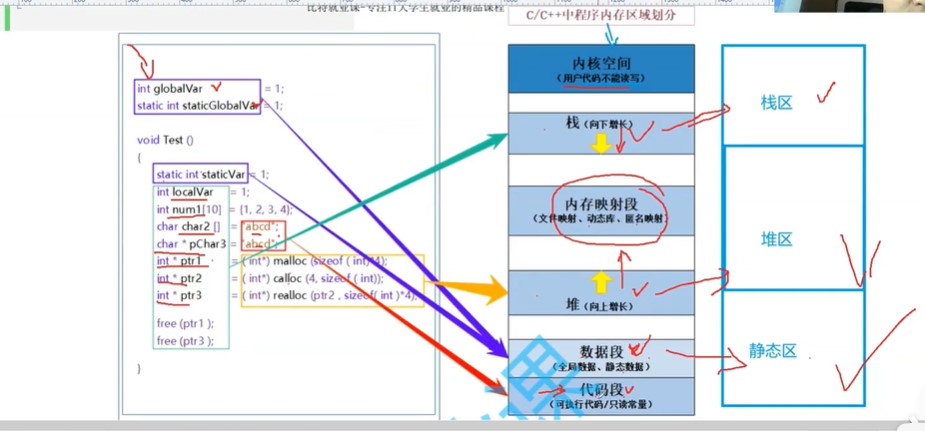 比特就业课-专注IT大学生就业的精品课程
C/C++中程序内存区域划分
int globalVar = 1;
static int staticGlobalVar = 1;
void Test ()
{
static int staticVar = 1;
int localVar = 1;
int num1[10] = {1, 2, 3, 4};
char char2 [] = "abcd";
char * pChar3 = "abcd";
int * ptr1 = ( int*) malloc (sizeof ( int)*4);
int * ptr2 = ( int*) calloc (4, sizeof ( int));
int * ptr3 = ( int*) realloc (ptr2 , sizeof( int )*4);
free (ptr1 );
free (ptr3 );
}
内核空间
（用户代码不能读写）
栈（向下增长）
内存映射段
（文件映射、动态库、匿名映射）
堆（向上增长）
数据段
（全局数据、静态数据）
代码段
（可执行代码/只读常量）
栈区
堆区
静态区